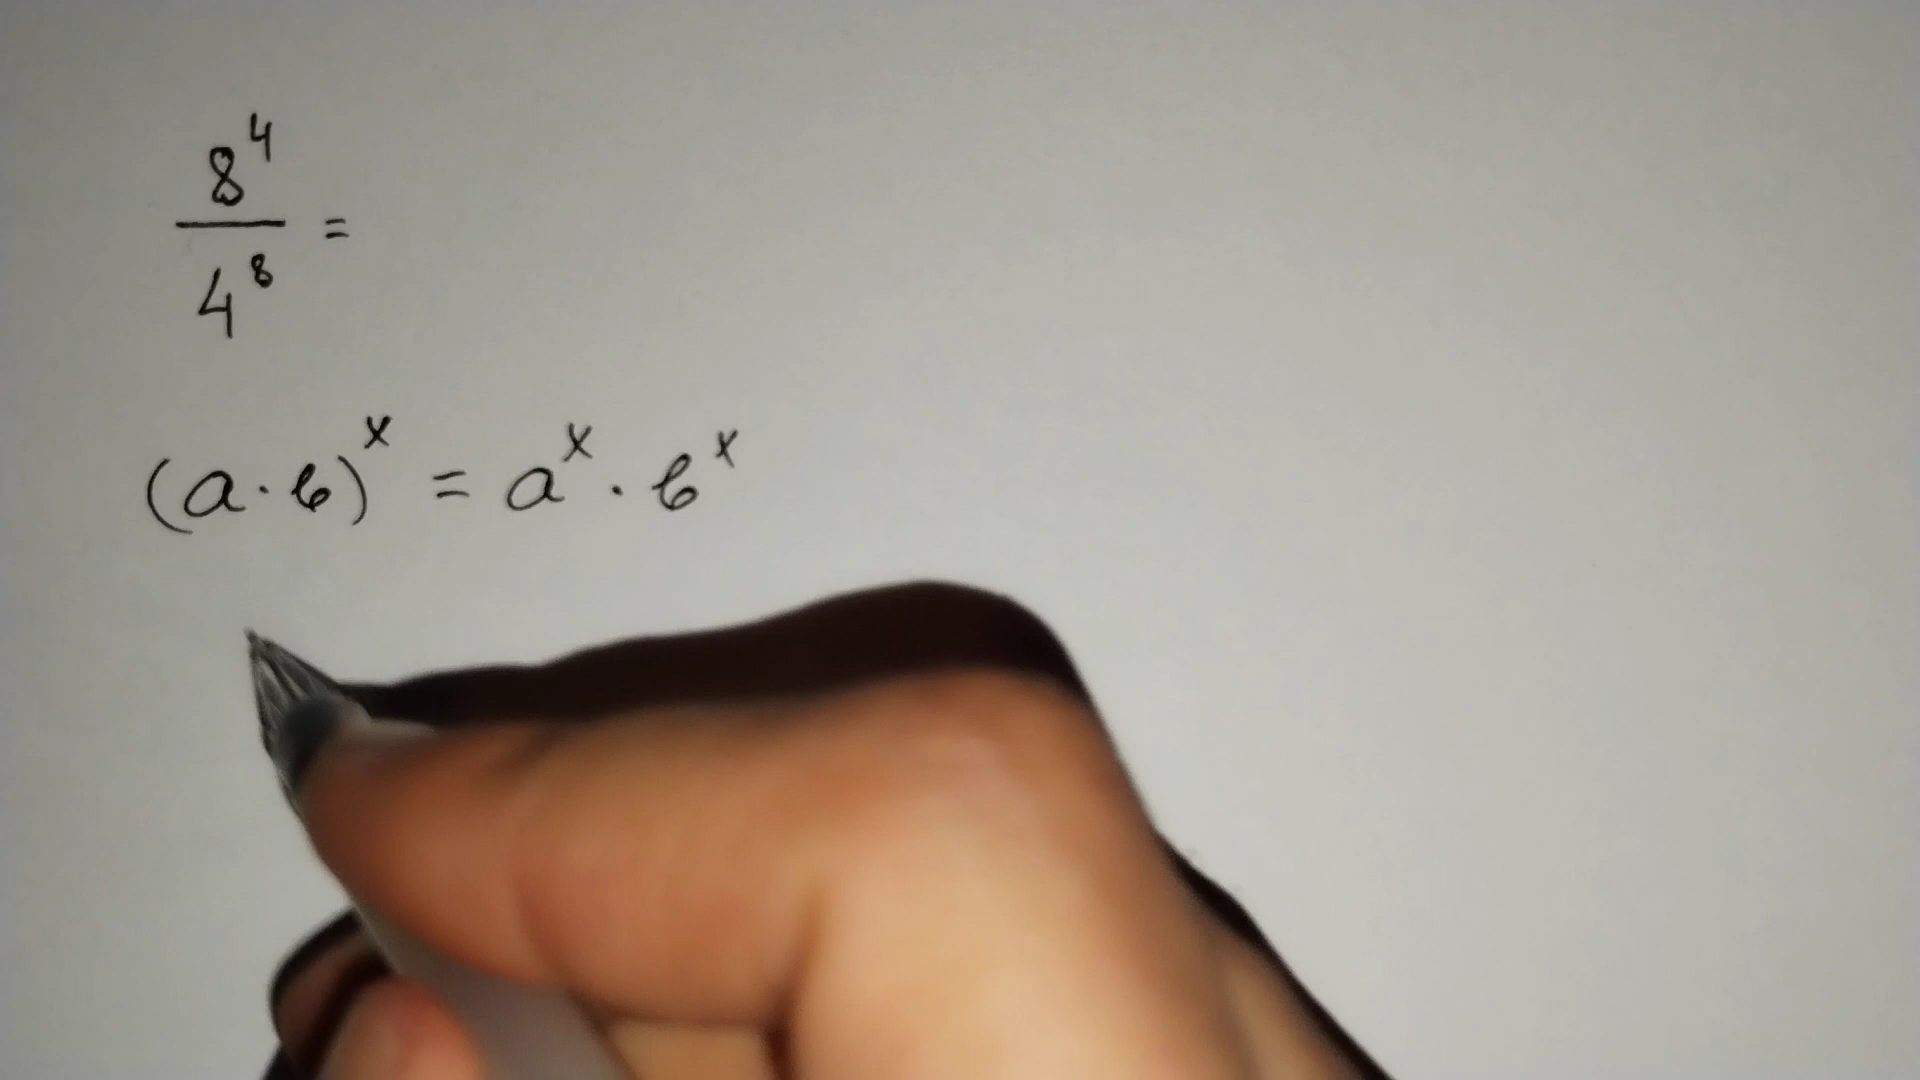 8^4 / 4^8 =
(a · b)^x = a^x · b^x